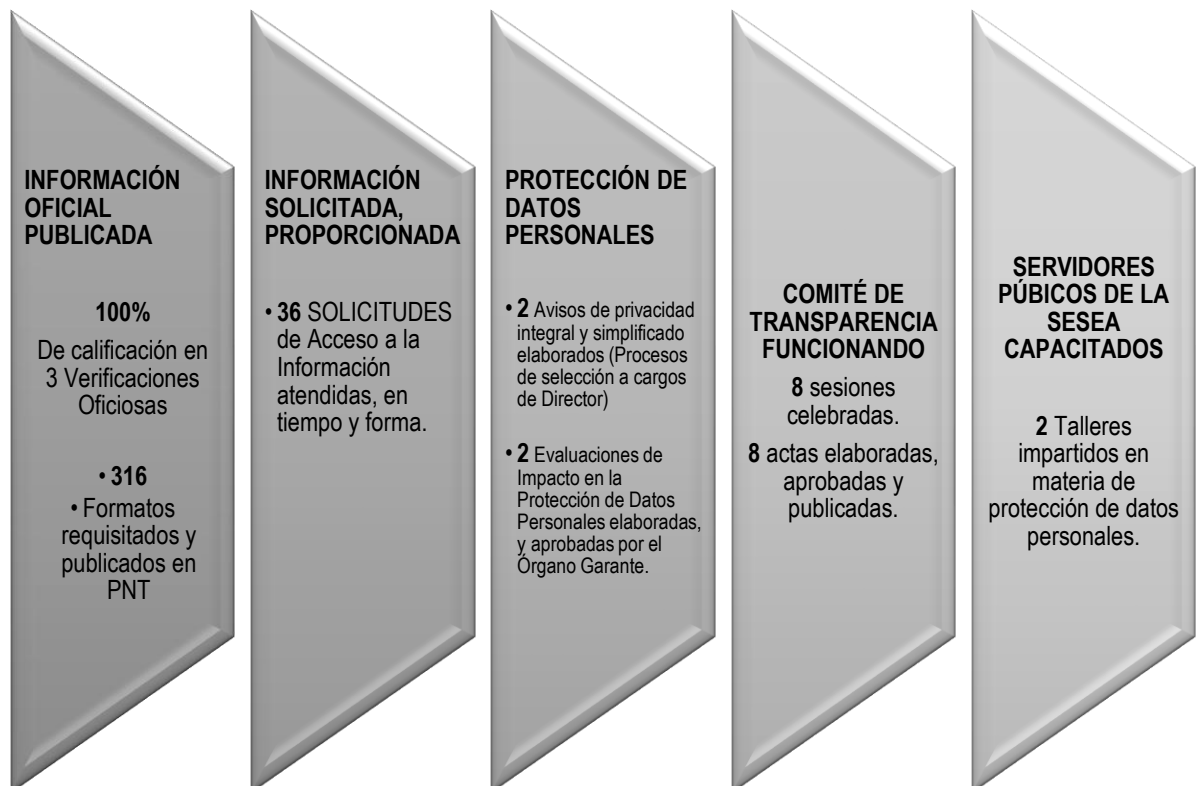 INFORMACIÓN
OFICIAL
PUBLICADA
100%
De calificación en
3 Verificaciones
Oficiosas
• 316
• Formatos
requisitados y
publicados en
PNT
INFORMACIÓN
SOLICITADA,
PROPORCIONADA
• 36 SOLICITUDES
de Acceso a la
Información
atendidas, en
tiempo y forma.
PROTECCIÓN DE
DATOS
PERSONALES
• 2 Avisos de privacidad
integral y simplificado
elaborados (Procesos
de selección a cargos
de Director)
• 2 Evaluaciones de
Impacto en la
Protección de Datos
Personales elaboradas,
y aprobadas por el
Órgano Garante.
COMITÉ DE
TRANSPARENCIA
FUNCIONANDO
8 sesiones
celebradas.
8 actas elaboradas,
aprobadas y
publicadas.
SERVIDORES
PÚBICOS DE LA
SESEA
CAPACITADOS
2 Talleres
impartidos en
materia de
protección de datos
personales.